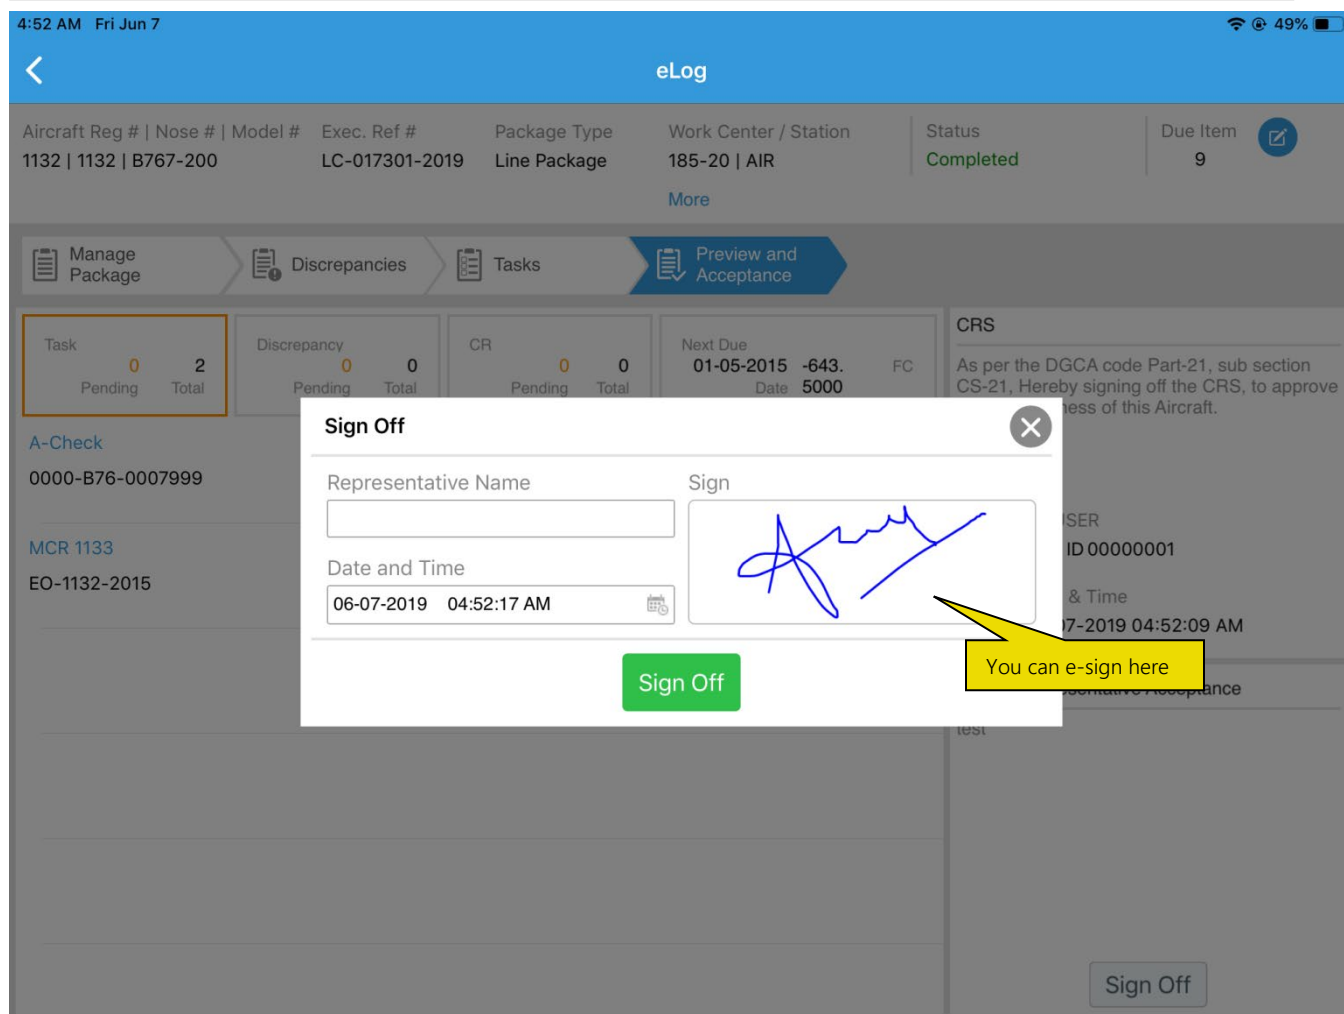 4:52 AM Fri Jun 7
49%
eLog
Aircraft Reg # | Nose # | Model # Exec. Ref # Package Type Work Center / Station Status Due Item
1132 | 1132 | B767-200 LC-017301-2019 Line Package 185-20 | AIR Completed 9
More
Manage Package
Discrepancies
Tasks
Preview and Acceptance
Task
0 2
Pending Total
Discrepancy
0 0
Pending Total
CR
0 0
Pending Total
Next Due
01-05-2015 -643. FC
Date 5000
CRS
As per the DGCA code Part-21, sub section
CS-21, Hereby signing off the CRS, to approve
ness of this Aircraft.
A-Check
0000-B76-0007999
MCR 1133
EO-1132-2015
Sign Off
Representative Name
Sign
Date and Time
06-07-2019 04:52:17 AM
Sign Off
You can e-sign here
USER
ID 00000001
& Time
07-2019 04:52:09 AM
Acceptance
test
Sign Off